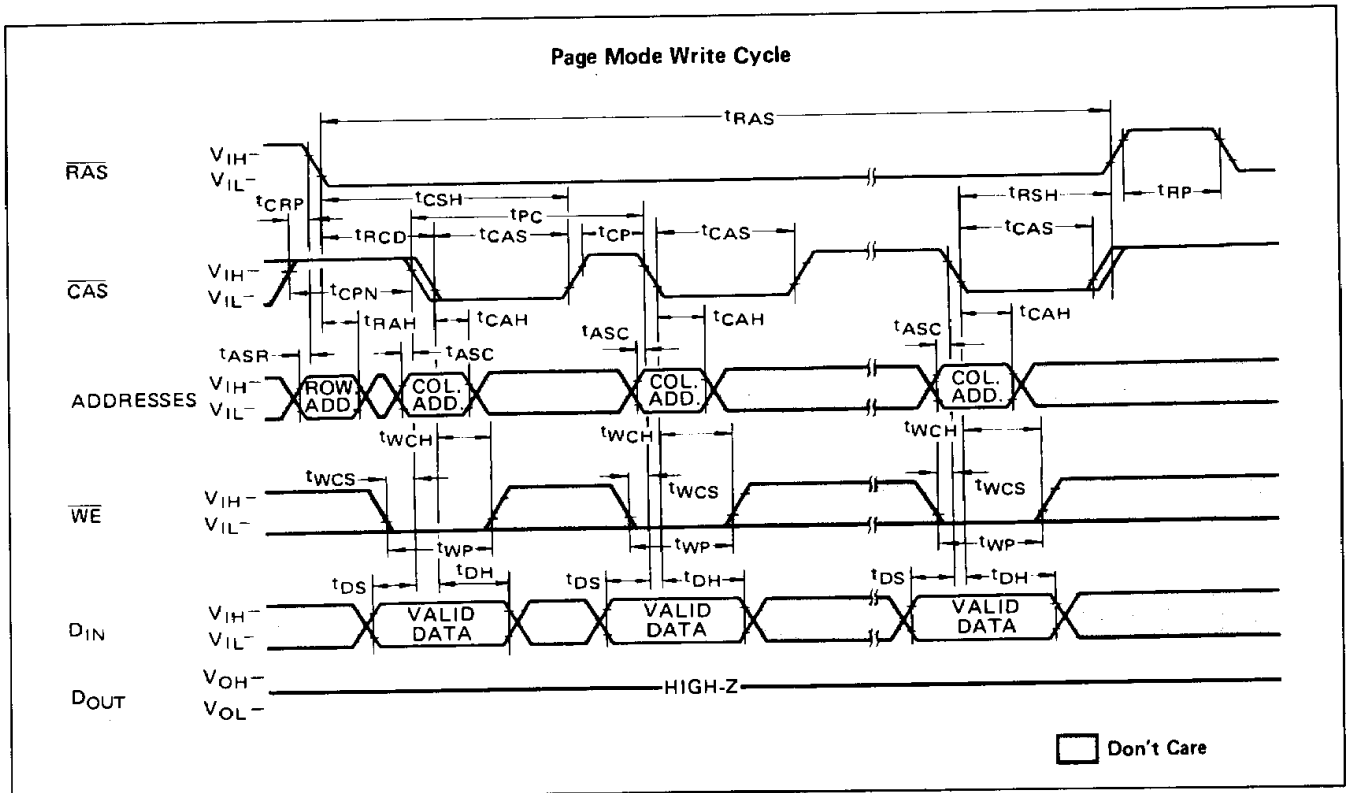 Page Mode Write Cycle
tRAS
RAS
VIH-
VIL-
tCRP
tCSH
tRSH
tRP
tPC
tRCD
tCAS
tCP
tCAS
tCAS
CAS
VIH-
VIL-
tCPN
tRAH
tCAH
tCAH
tCAH
tASR
tASC
tASC
tASC
ADDRESSES
VIH-
VIL-
ROW ADD.
COL. ADD.
COL. ADD.
COL. ADD.
tWCH
tWCH
tWCH
tWCS
tWCS
tWCS
WE
VIH-
VIL-
tWP
tWP
tWP
tDS
tDH
tDS
tDH
tDS
tDH
DIN
VIH-
VIL-
VALID DATA
VALID DATA
VALID DATA
DOUT
VOH-
VOL-
HIGH-Z
Don't Care